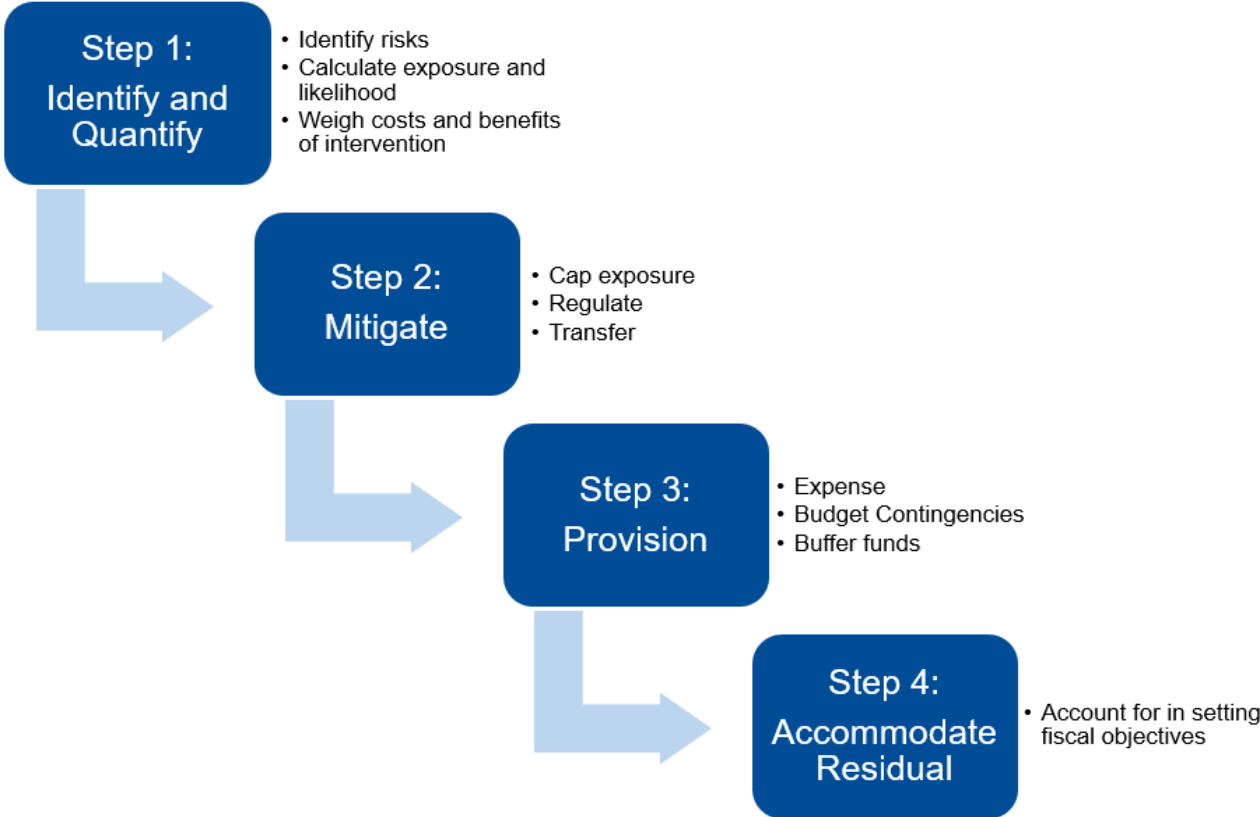 Step 1:
Identify and
Quantify
• Identify risks
• Calculate exposure and
likelihood
• Weigh costs and benefits
of intervention
Step 2:
Mitigate
• Cap exposure
• Regulate
• Transfer
Step 3:
Provision
• Expense
• Budget Contingencies
• Buffer funds
Step 4:
Accommodate
Residual
• Account for in setting
fiscal objectives